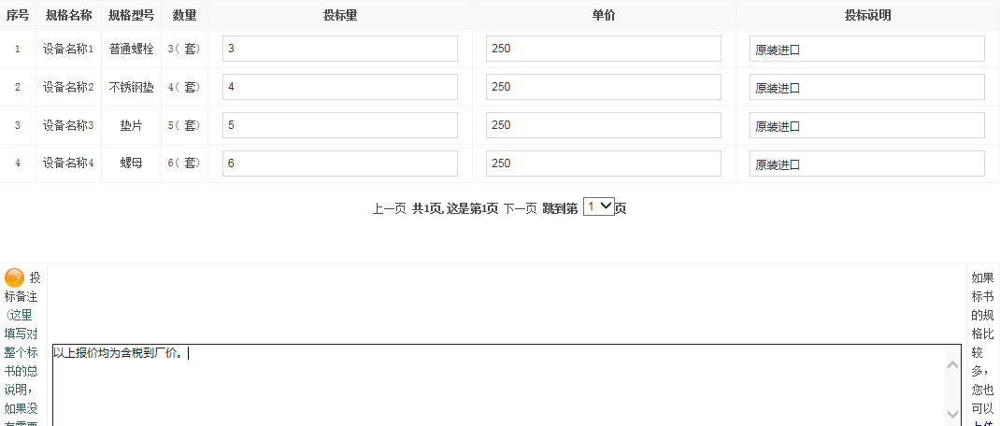 序号 规格名称 规格型号 数量 投标量 单价 投标说明
1 设备名称1 普通螺栓 3( 套) 3 250 原装进口
2 设备名称2 不锈钢垫 4( 套) 4 250 原装进口
3 设备名称3 垫片 5( 套) 5 250 原装进口
4 设备名称4 螺母 6( 套) 6 250 原装进口
上一页 共1页,这是第1页 下一页 跳到第 1 页
投
标备注
(这里
填写对
整个标
书的总
说明,
如果没
以上报价均为含税到厂价。
如果
标书
的规
格比
较
多,
您也
可以